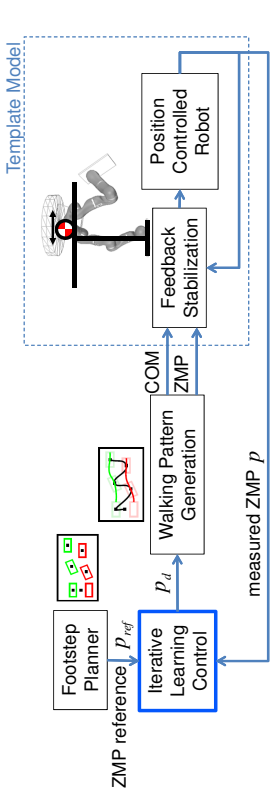 Footstep
Planner
ZMP reference p_ref
Iterative
Learning
Control
p_d
Walking Pattern
Generation
COM
ZMP
Template Model
Feedback
Stabilization
Position
Controlled
Robot
measured ZMP p